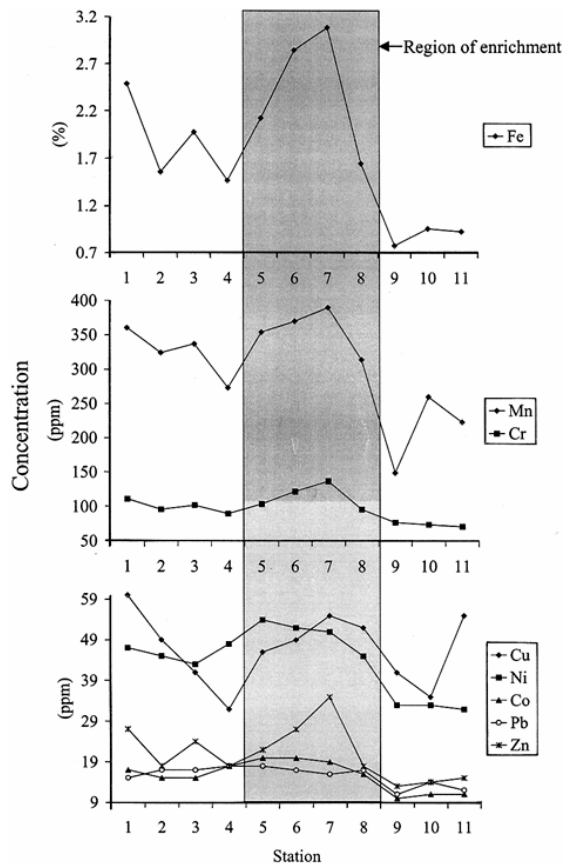 3.2
2.7
2.2
1.7
1.2
0.7
(%)
Region of enrichment
Fe
1 2 3 4 5 6 7 8 9 10 11
400
350
300
250
200
150
100
50
Concentration
(ppm)
Mn
Cr
1 2 3 4 5 6 7 8 9 10 11
59
49
39
29
19
9
(ppm)
Cu
Ni
Co
Pb
Zn
1 2 3 4 5 6 7 8 9 10 11
Station